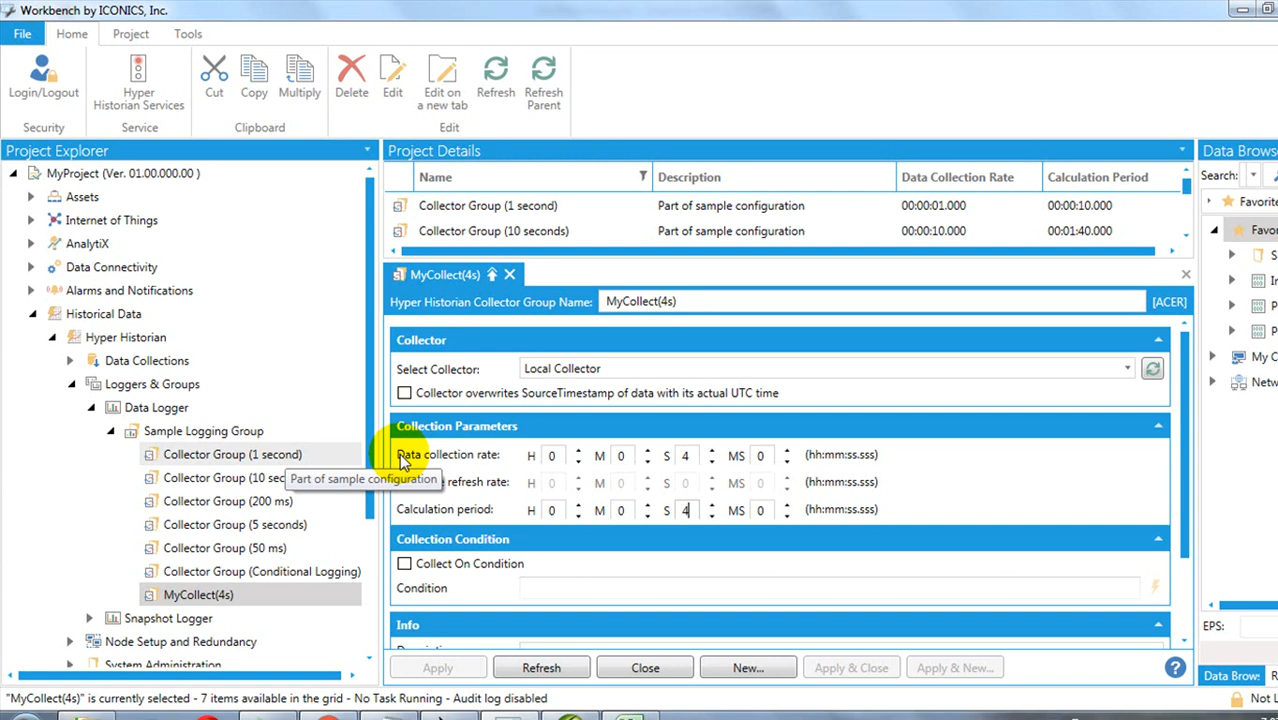 Workbench by ICONICS, Inc.
File Home Project Tools
Login/Logout
Hyper Historian Services
Cut Copy Multiply
Delete Edit Edit on a new tab Refresh Refresh Parent
Security Service Clipboard Edit
Project Explorer
MyProject (Ver. 01.00.000.00 )
Assets
Internet of Things
AnalytiX
Data Connectivity
Alarms and Notifications
Historical Data
Hyper Historian
Data Collections
Loggers & Groups
Data Logger
Sample Logging Group
Collector Group (1 second)
Collector Group (10 sec
Part of sample configuration
Collector Group (200 ms)
Collector Group (5 seconds)
Collector Group (50 ms)
Collector Group (Conditional Logging)
MyCollect(4s)
Snapshot Logger
Node Setup and Redundancy
System Administration
Project Details
Name Description Data Collection Rate Calculation Period
Collector Group (1 second) Part of sample configuration 00:00:01.000 00:00:10.000
Collector Group (10 seconds) Part of sample configuration 00:00:10.000 00:01:40.000
MyCollect(4s)
Hyper Historian Collector Group Name: MyCollect(4s) [ACER]
Collector
Select Collector: Local Collector
Collector overwrites SourceTimestamp of data with its actual UTC time
Collection Parameters
Data collection rate: H 0 M 0 S 4 MS 0 (hh:mm:ss.sss)
e refresh rate: H 0 M 0 S 0 MS 0 (hh:mm:ss.sss)
Calculation period: H 0 M 0 S 4 MS 0 (hh:mm:ss.sss)
Collection Condition
Collect On Condition
Condition
Info
Apply Refresh Close New... Apply & Close Apply & New...
Data Brows
Search:
Favorite
Favor
S
In
P
P
My C
Netw
EPS:
Data Brows R
"MyCollect(4s)" is currently selected - 7 items available in the grid - No Task Running - Audit log disabled
Not L